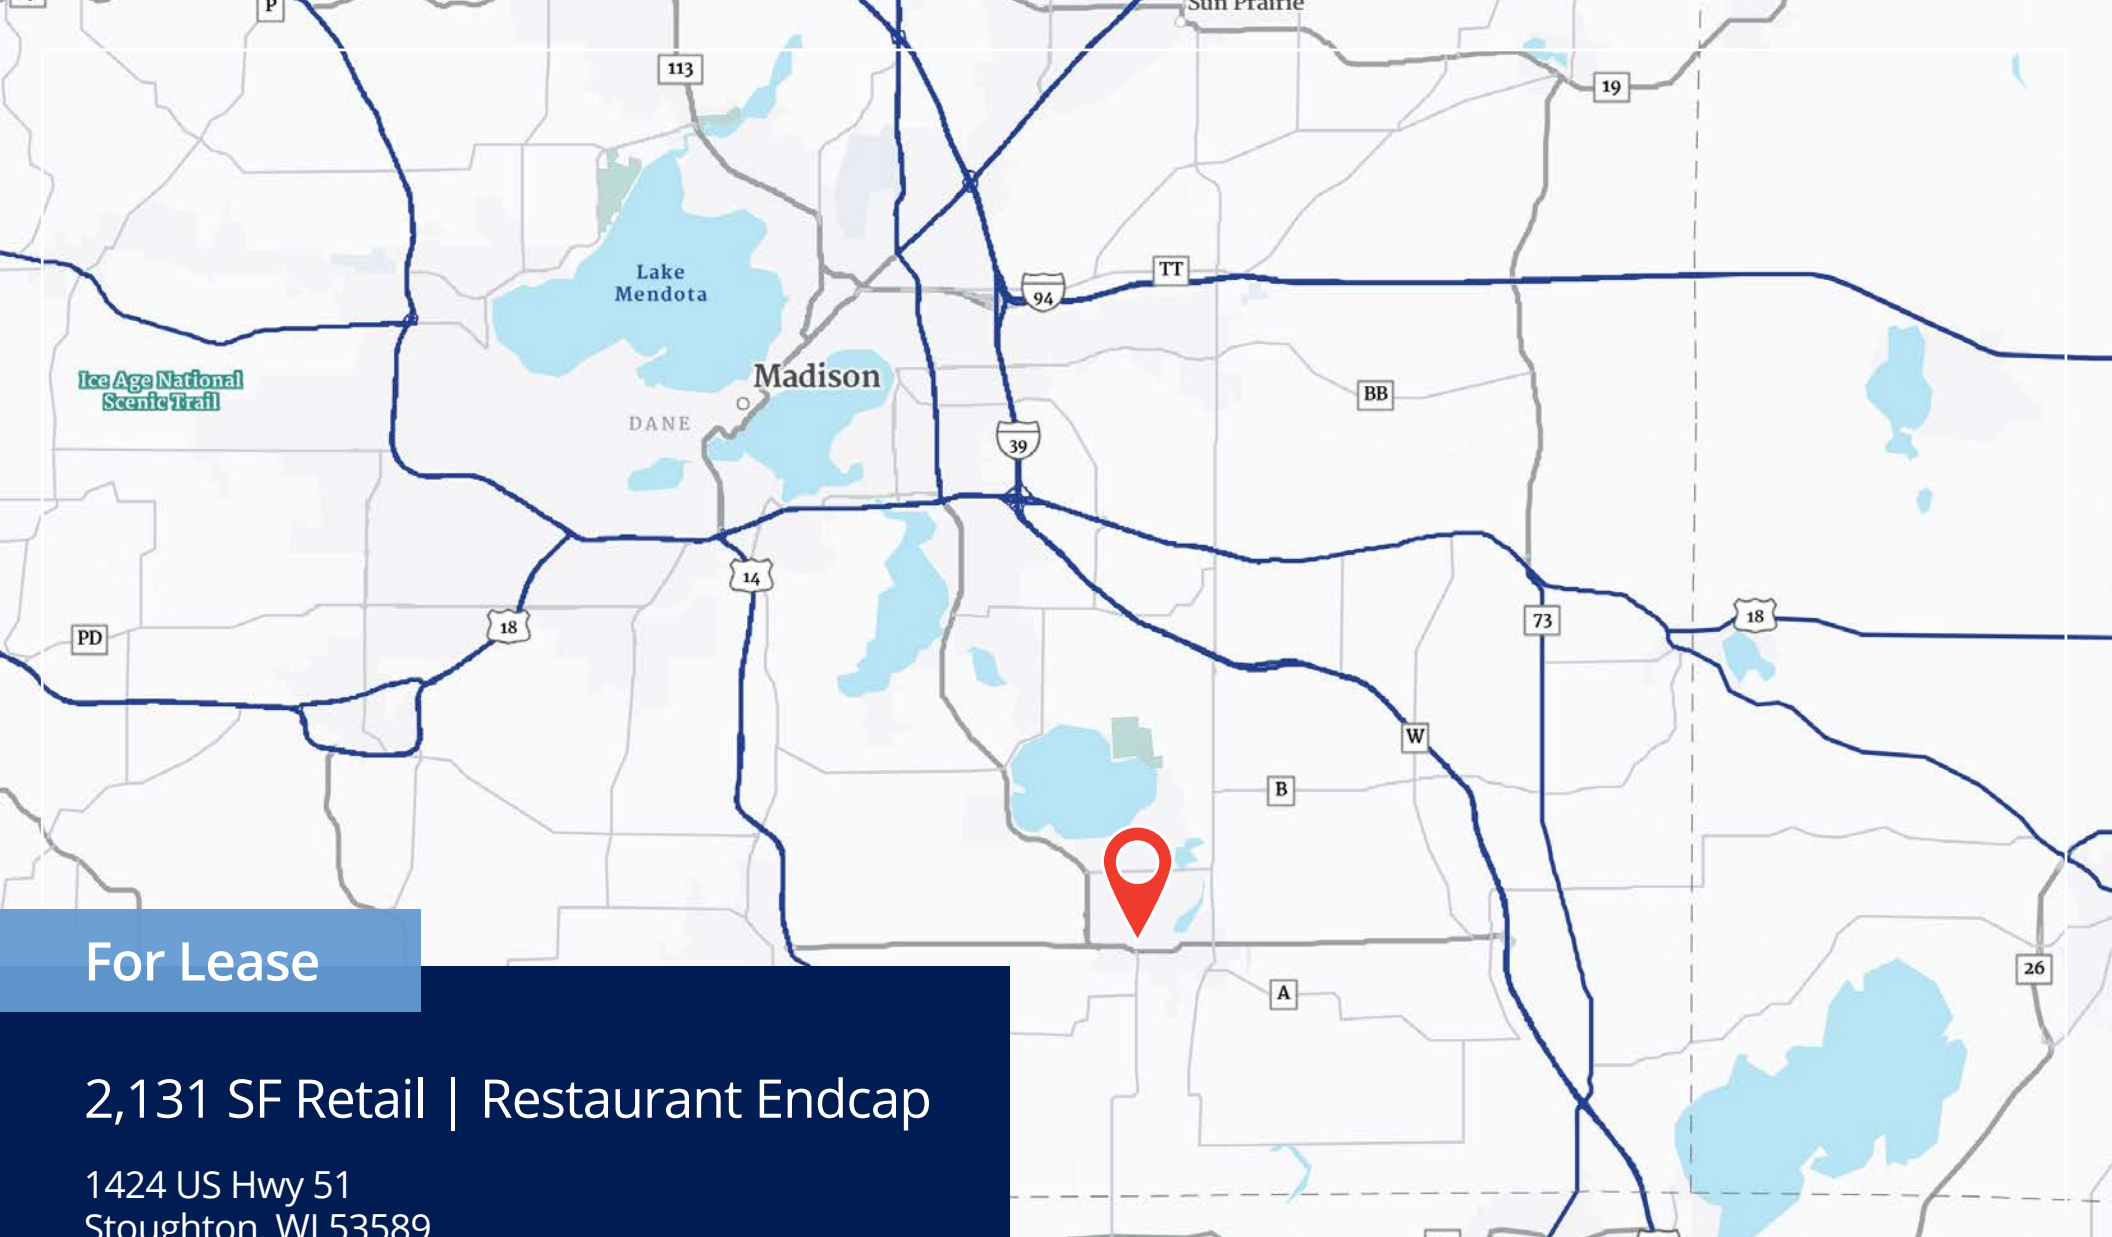 P
Sun Prairie
113
19
Lake
Mendota
94
TT
Ice Age National
Scenic Trail
Madison
BB
DANE
39
14
18
PD
73
18
W
B
A
26
For Lease
2,131 SF Retail | Restaurant Endcap
1424 US Hwy 51
Stoughton, WI 53589